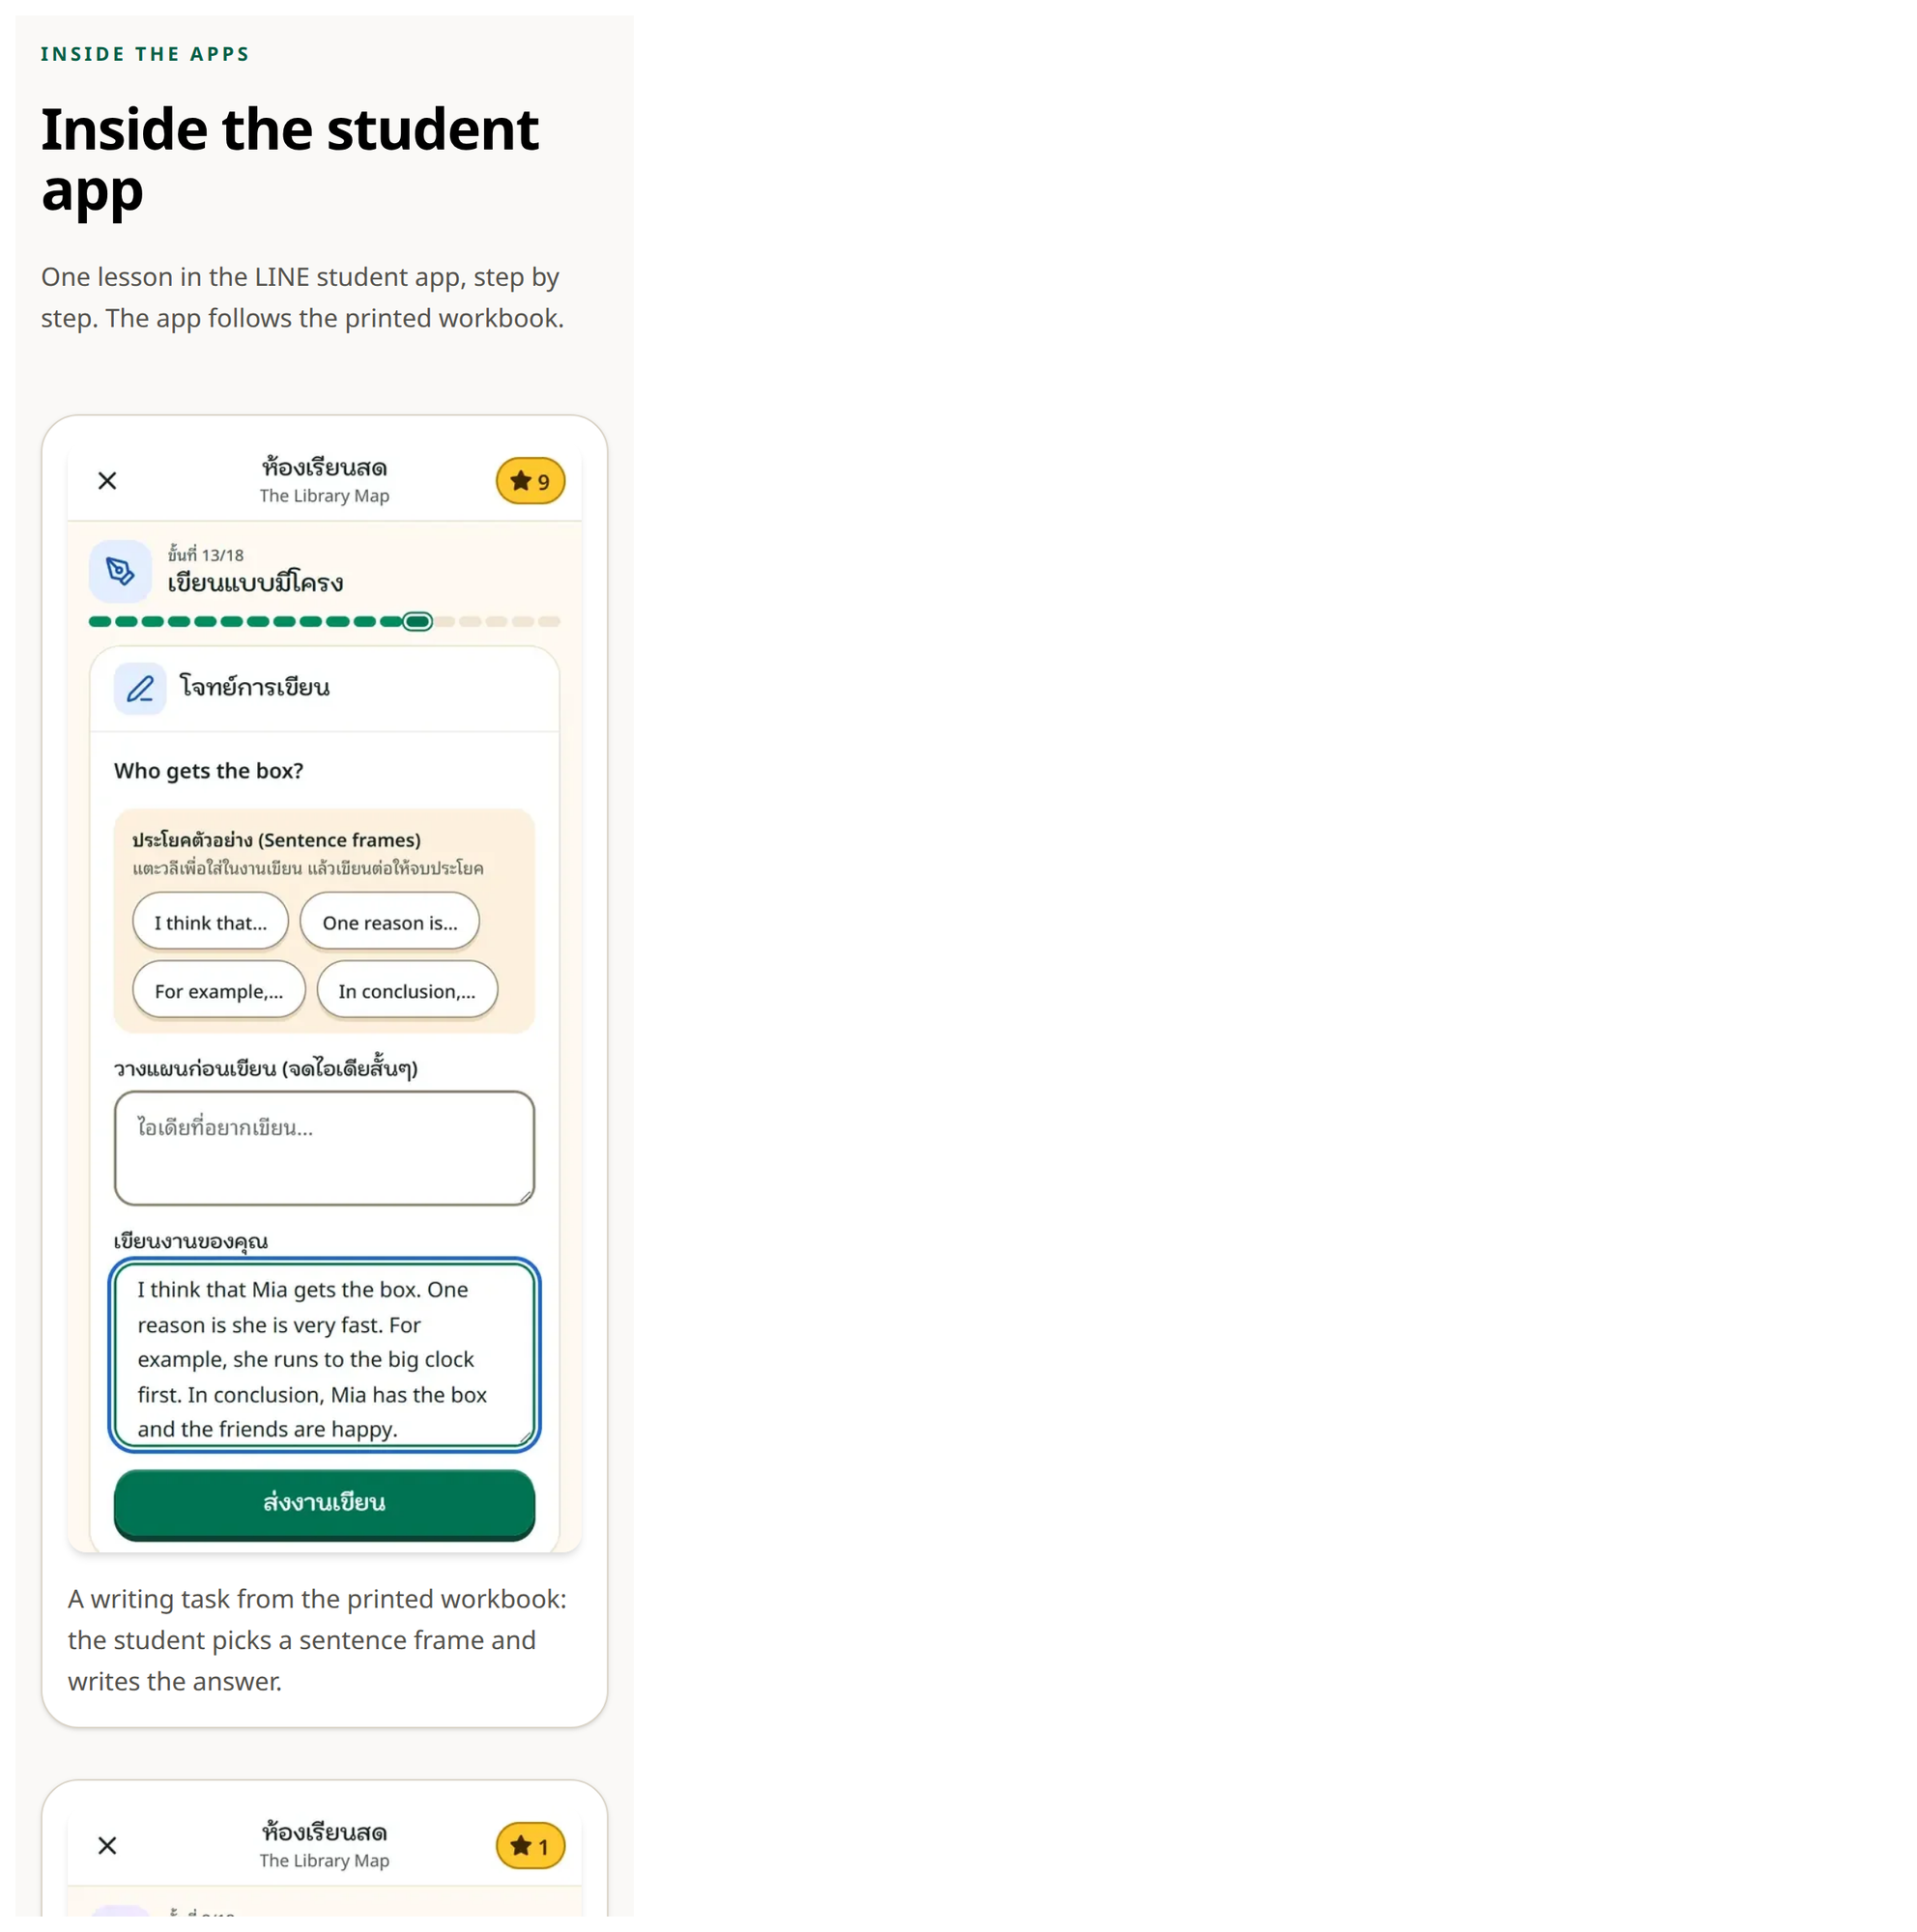 INSIDE THE APPS
Inside the student
app
One lesson in the LINE student app, step by
step. The app follows the printed workbook.
ห้องเรียนสด
The Library Map
9
ขั้นที่ 13/18
เขียนแบบมีโครง
โจทย์การเขียน
Who gets the box?
ประโยคตัวอย่าง (Sentence frames)
แตะวลีเพื่อใส่ในงานเขียน แล้วเขียนต่อให้จบประโยค
I think that...
One reason is...
For example,...
In conclusion,...
วางแผนก่อนเขียน (จดไอเดียสั้นๆ)
ไอเดียที่อยากเขียน...
เขียนงานของคุณ
I think that Mia gets the box. One
reason is she is very fast. For
example, she runs to the big clock
first. In conclusion, Mia has the box
and the friends are happy.
ส่งงานเขียน
A writing task from the printed workbook:
the student picks a sentence frame and
writes the answer.
ห้องเรียนสด
The Library Map
1